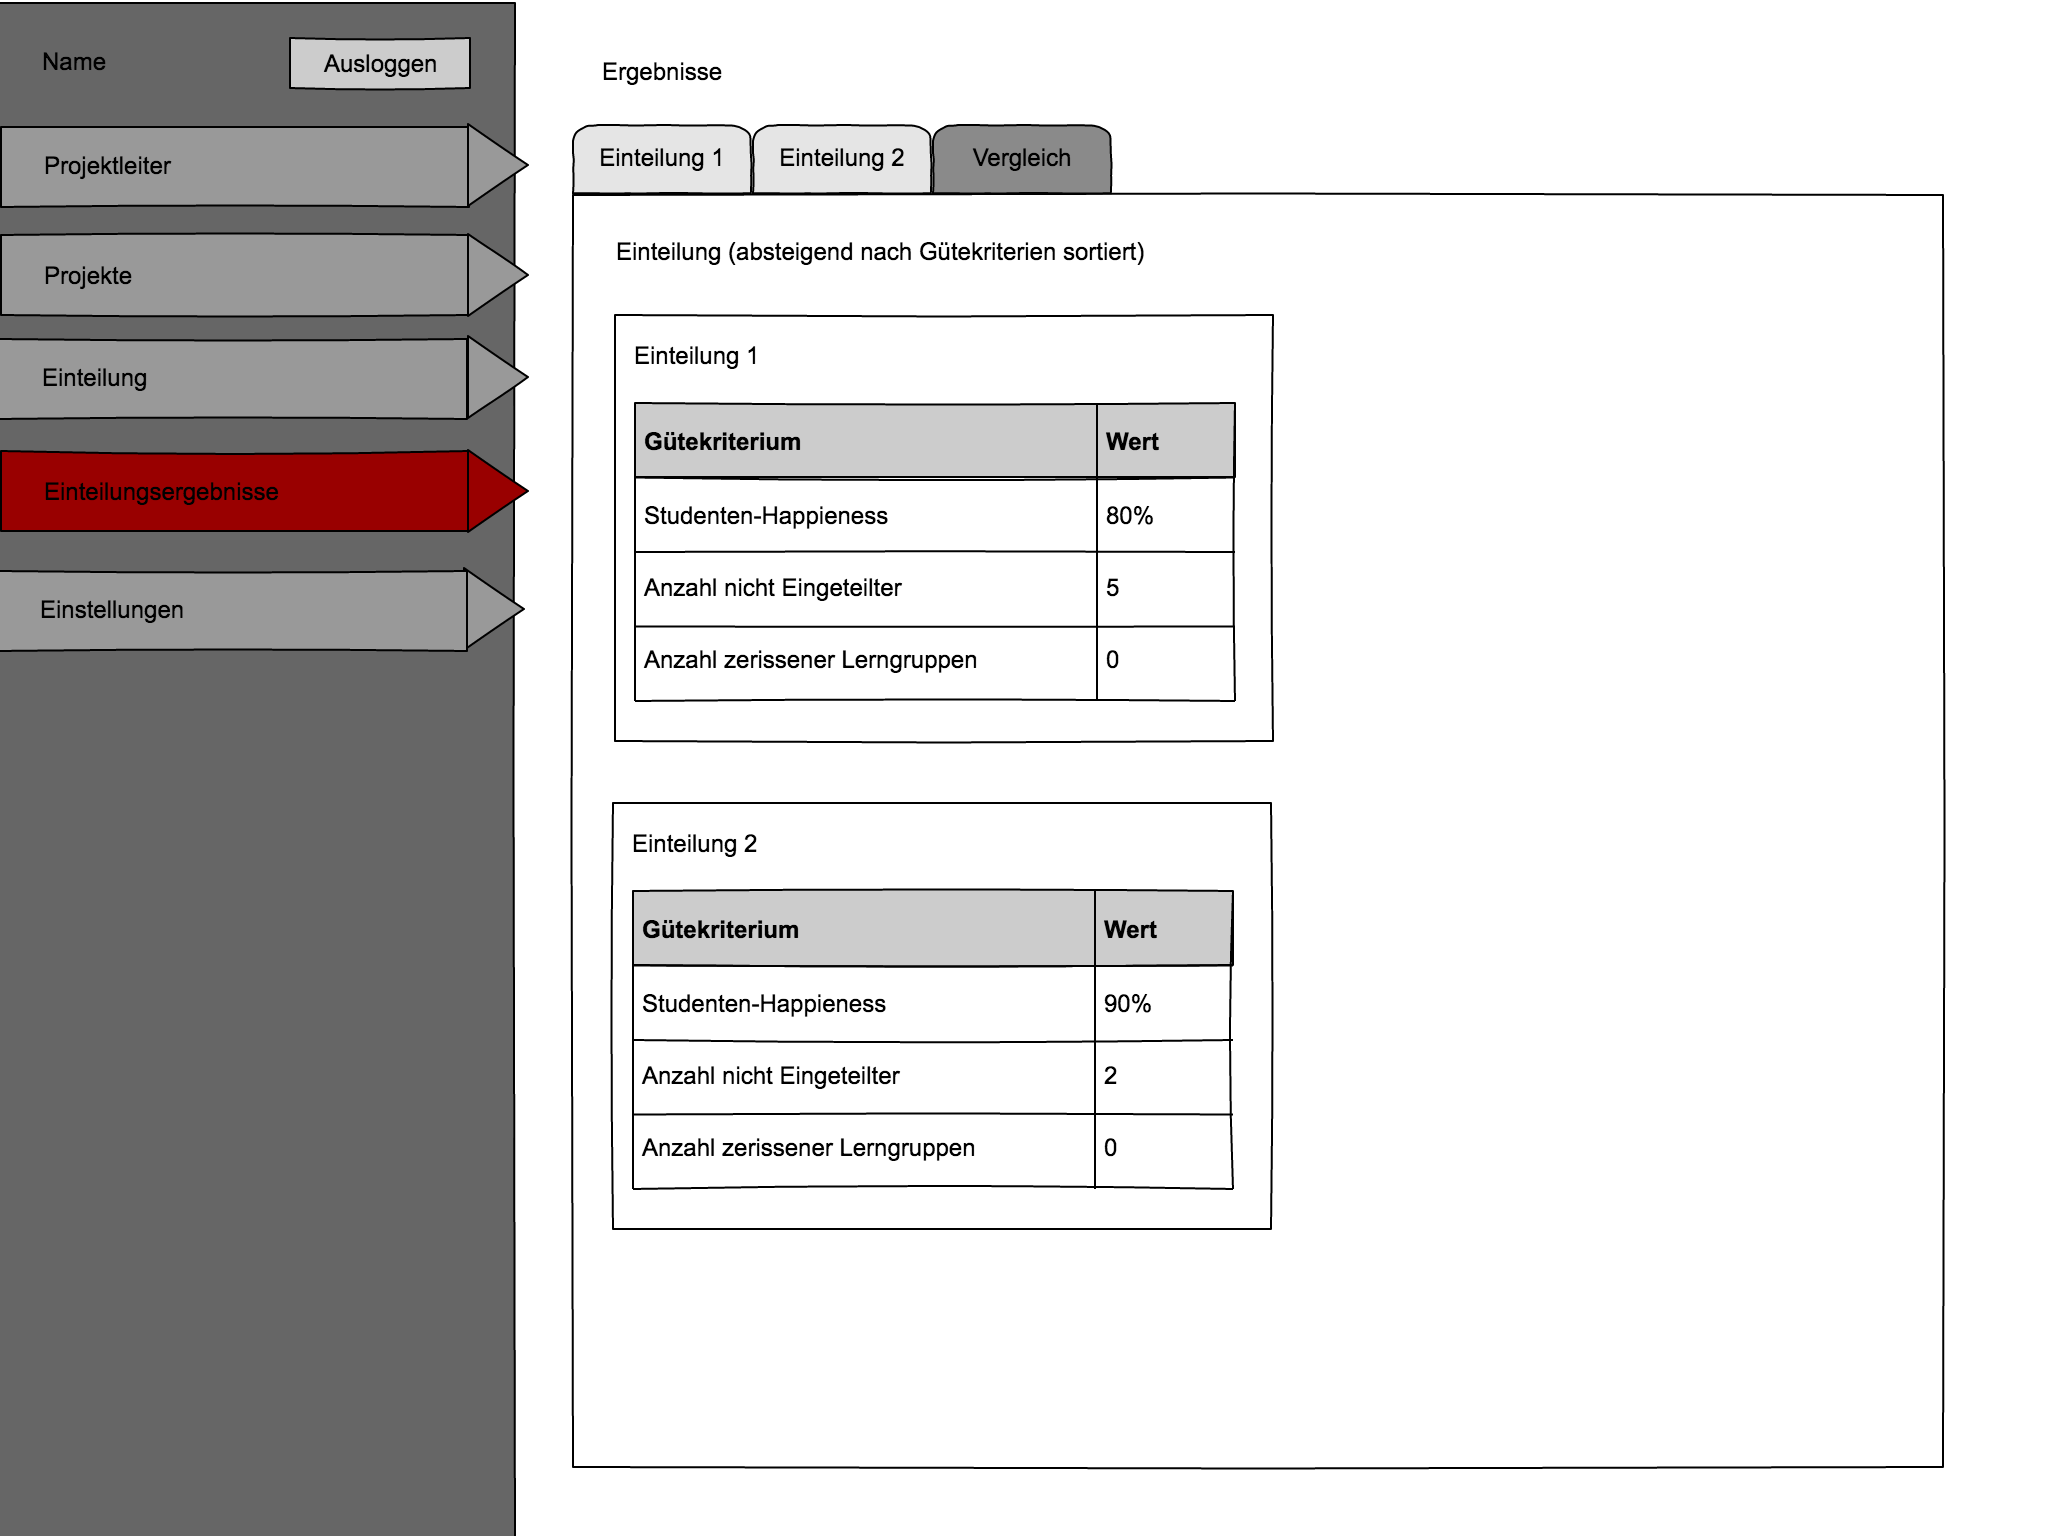 Name
Ausloggen
Projektleiter
Projekte
Einteilung
Einteilungsergebnisse
Einstellungen
Ergebnisse
Einteilung 1
Einteilung 2
Vergleich
Einteilung (absteigend nach Gütekriterien sortiert)
Einteilung 1
Gütekriterium Wert
Studenten-Happieness 80%
Anzahl nicht Eingeteilter 5
Anzahl zerissener Lerngruppen 0
Einteilung 2
Gütekriterium Wert
Studenten-Happieness 90%
Anzahl nicht Eingeteilter 2
Anzahl zerissener Lerngruppen 0